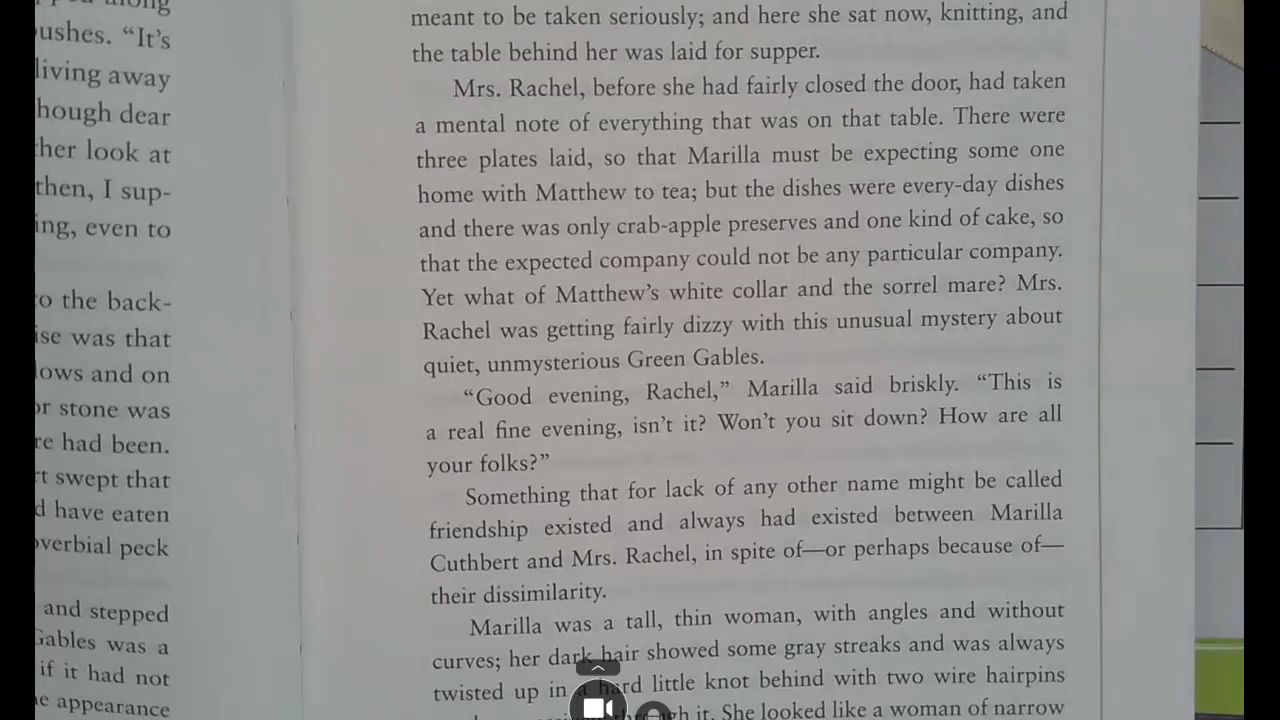 ushes. “It’s
living away
hough dear
her look at
then, I sup-
ing, even to
o the back-
ise was that
lows and on
or stone was
re had been.
rt swept that
d have eaten
overbial peck
and stepped
Gables was a
if it had not
e appearance
meant to be taken seriously; and here she sat now, knitting, and
the table behind her was laid for supper.
Mrs. Rachel, before she had fairly closed the door, had taken
a mental note of everything that was on that table. There were
three plates laid, so that Marilla must be expecting some one
home with Matthew to tea; but the dishes were every-day dishes
and there was only crab-apple preserves and one kind of cake, so
that the expected company could not be any particular company.
Yet what of Matthew’s white collar and the sorrel mare? Mrs.
Rachel was getting fairly dizzy with this unusual mystery about
quiet, unmysterious Green Gables.
“Good evening, Rachel,” Marilla said briskly. “This is
a real fine evening, isn’t it? Won’t you sit down? How are all
your folks?”
Something that for lack of any other name might be called
friendship existed and always had existed between Marilla
Cuthbert and Mrs. Rachel, in spite of—or perhaps because of—
their dissimilarity.
Marilla was a tall, thin woman, with angles and without
curves; her dark hair showed some gray streaks and was always
twisted up in a hard little knot behind with two wire hairpins
through it. She looked like a woman of narrow